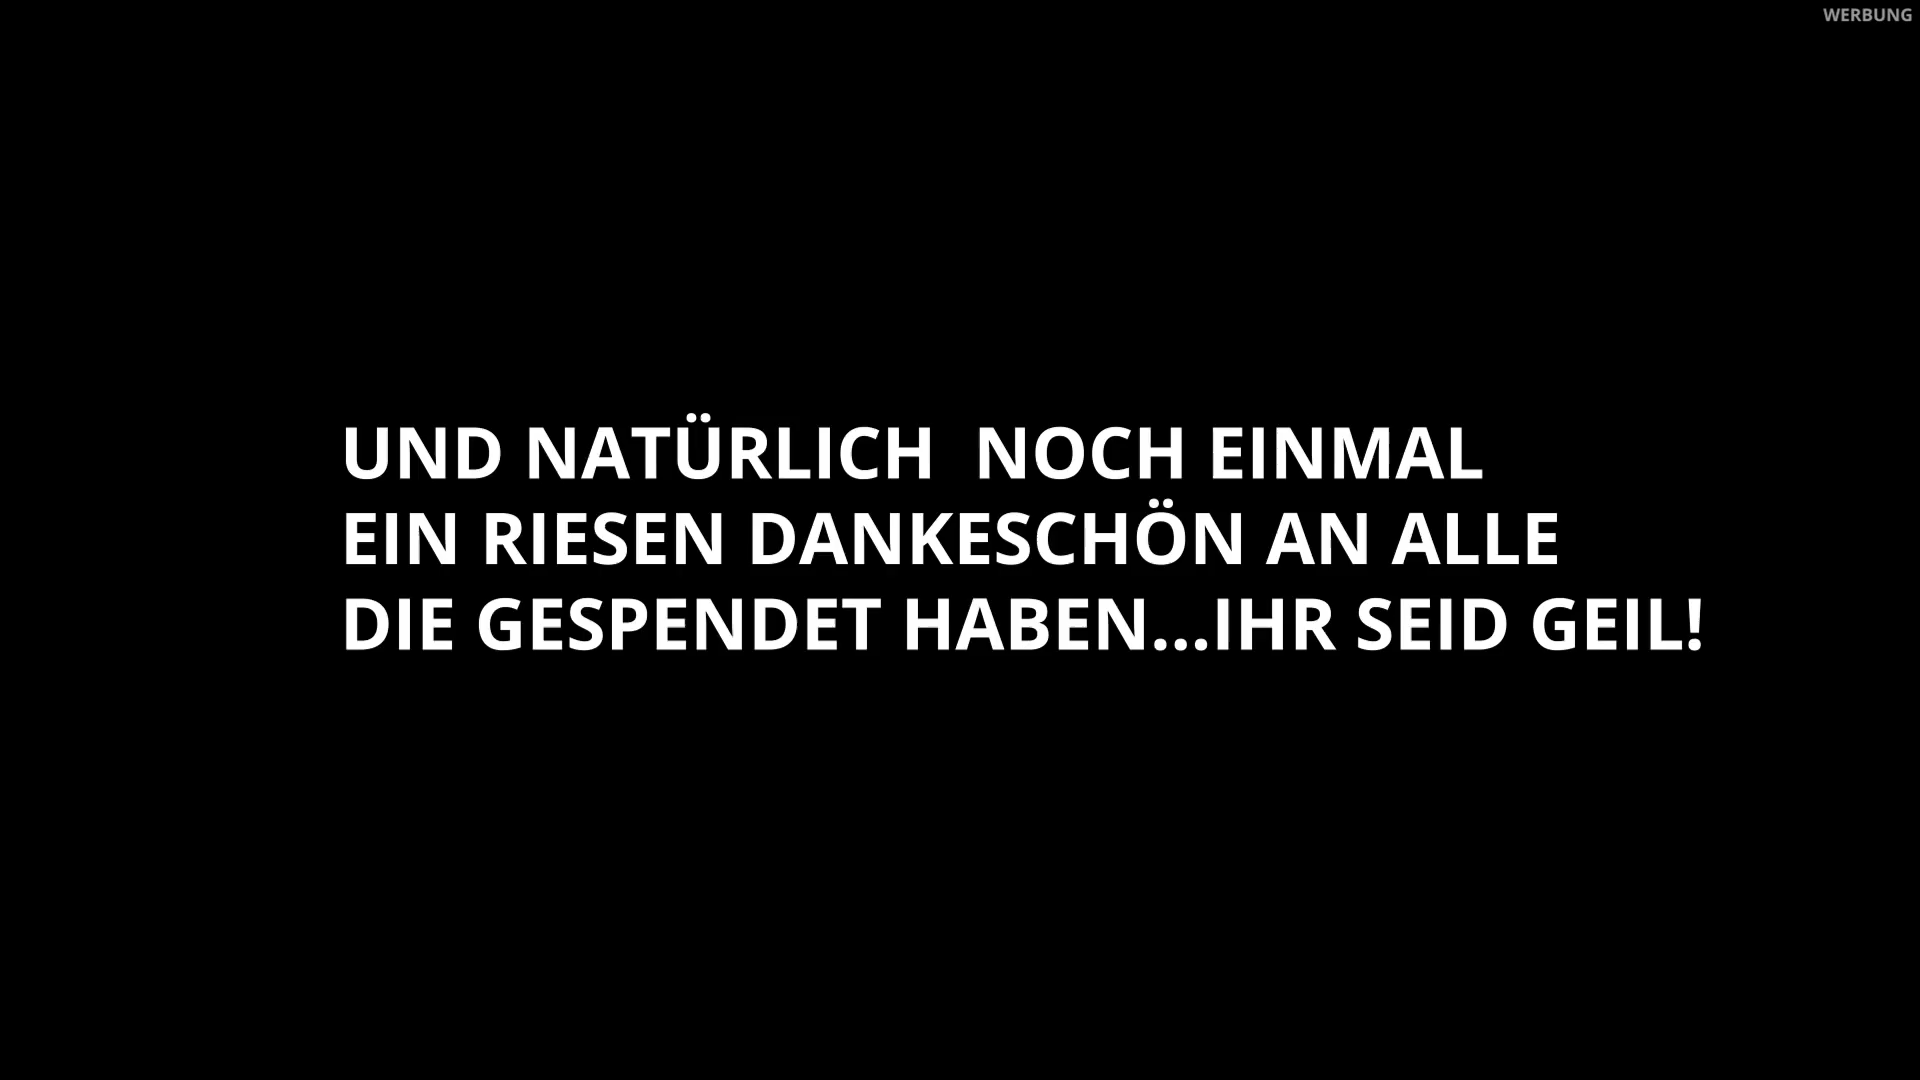 WERBUNG
UND NATÜRLICH  NOCH EINMAL
EIN RIESEN DANKESCHÖN AN ALLE
DIE GESPENDET HABEN...IHR SEID GEIL!